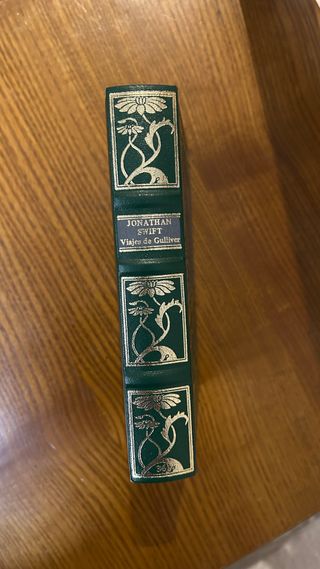 JONATHAN
SWIFT
Viajes de Gulliver
36